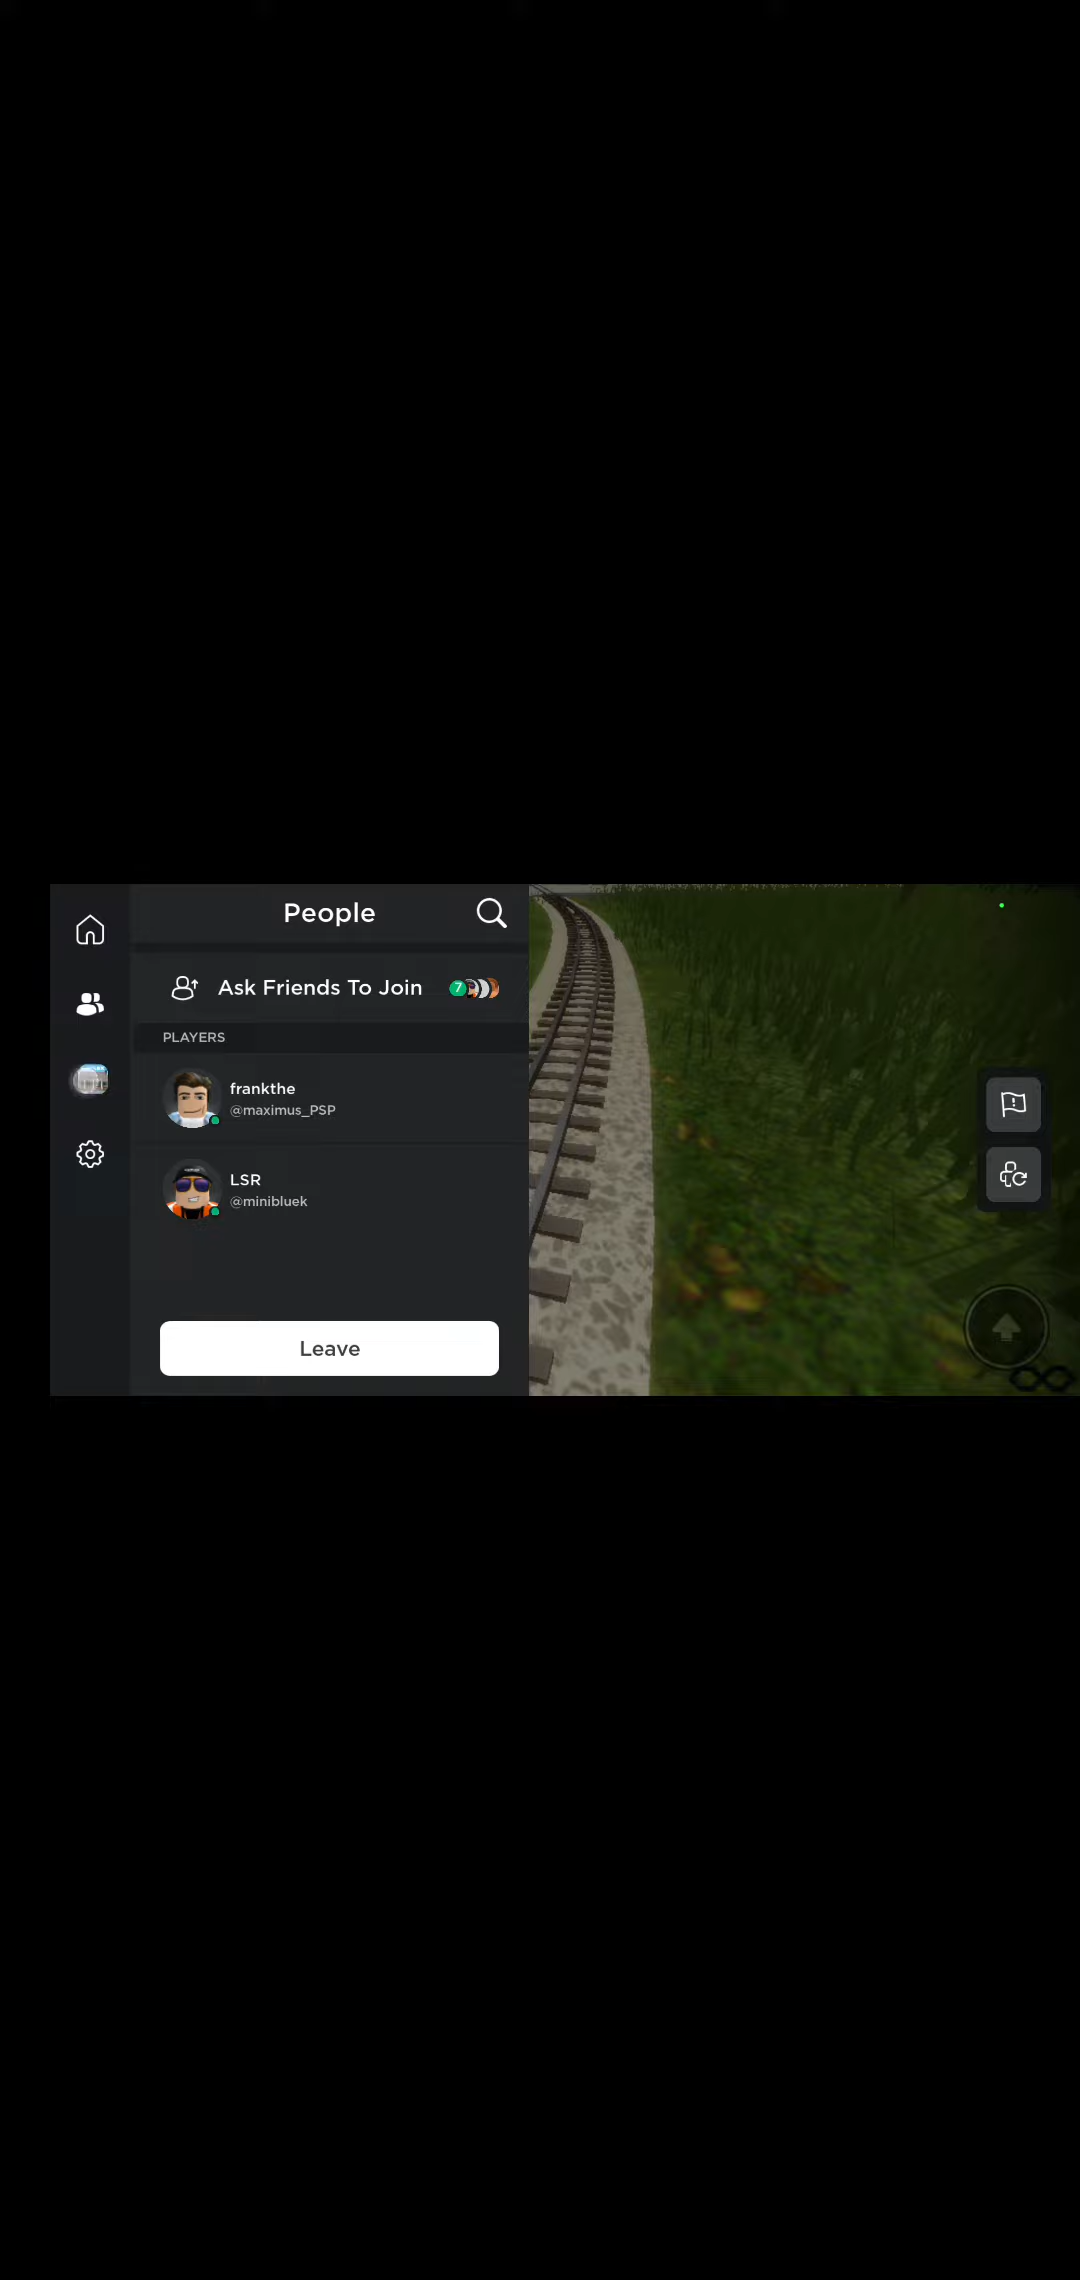 People
Ask Friends To Join
7
PLAYERS
frankthe
@maximus_PSP
LSR
@minibluek
Leave